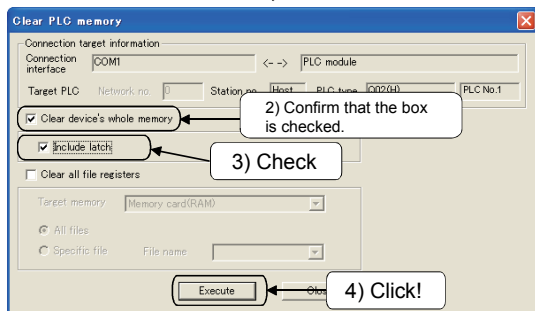 Clear PLC memory
Connection target information
Connection interface COM1 <--> PLC module
Target PLC Network no. 0 Station no. Host PLC type Q02(H) PLC No.1
Clear device's whole memory
2) Confirm that the box
is checked.
Include latch
3) Check
Clear all file registers
Target memory Memory card(RAM)
All files
Specific file File name
Execute
4) Click!